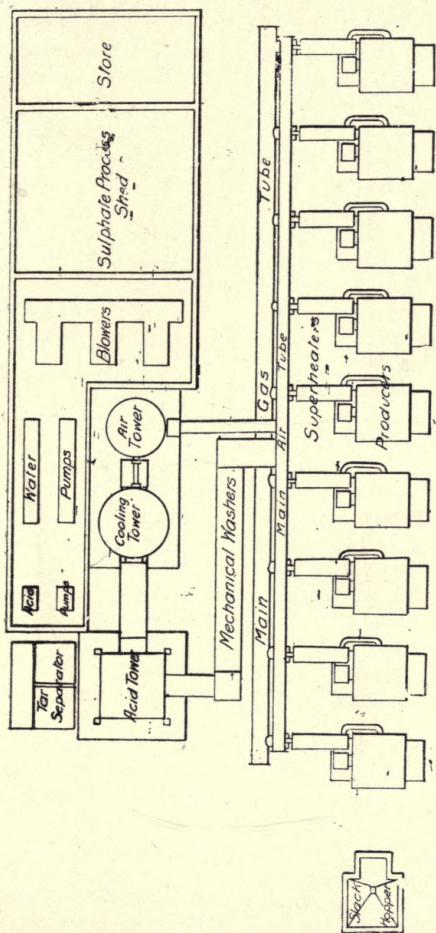 Store
Sulphate Process
Shed
Blowers
Water
Pumps
Acid
Pumps
Air
Tower
Cooling
Tower
Tar
Separator
Acid Tower
Mechanical Washers
Main Gas Tube
Main Air Tube
Superheaters
Producers
Slack
Hopper